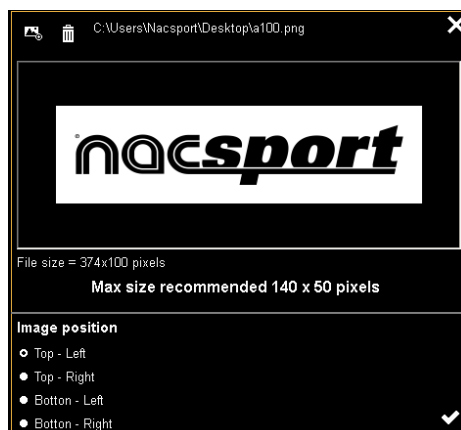 C:\Users\Nacsport\Desktop\a100.png
nacsport
File size = 374x100 pixels
Max size recommended 140 x 50 pixels
Image position
Top - Left
Top - Right
Botton - Left
Botton - Right